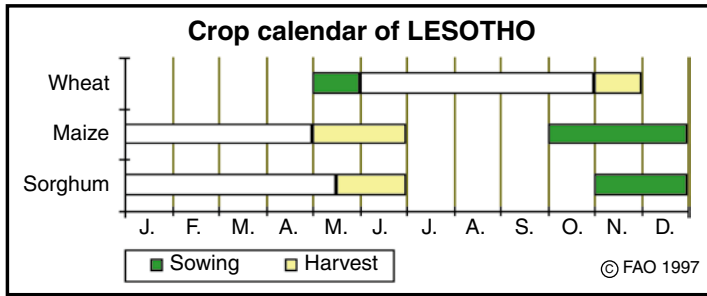 Crop calendar of LESOTHO
Wheat
Maize
Sorghum
J. F. M. A. M. J. J. A. S. O. N. D.
Sowing Harvest
© FAO 1997